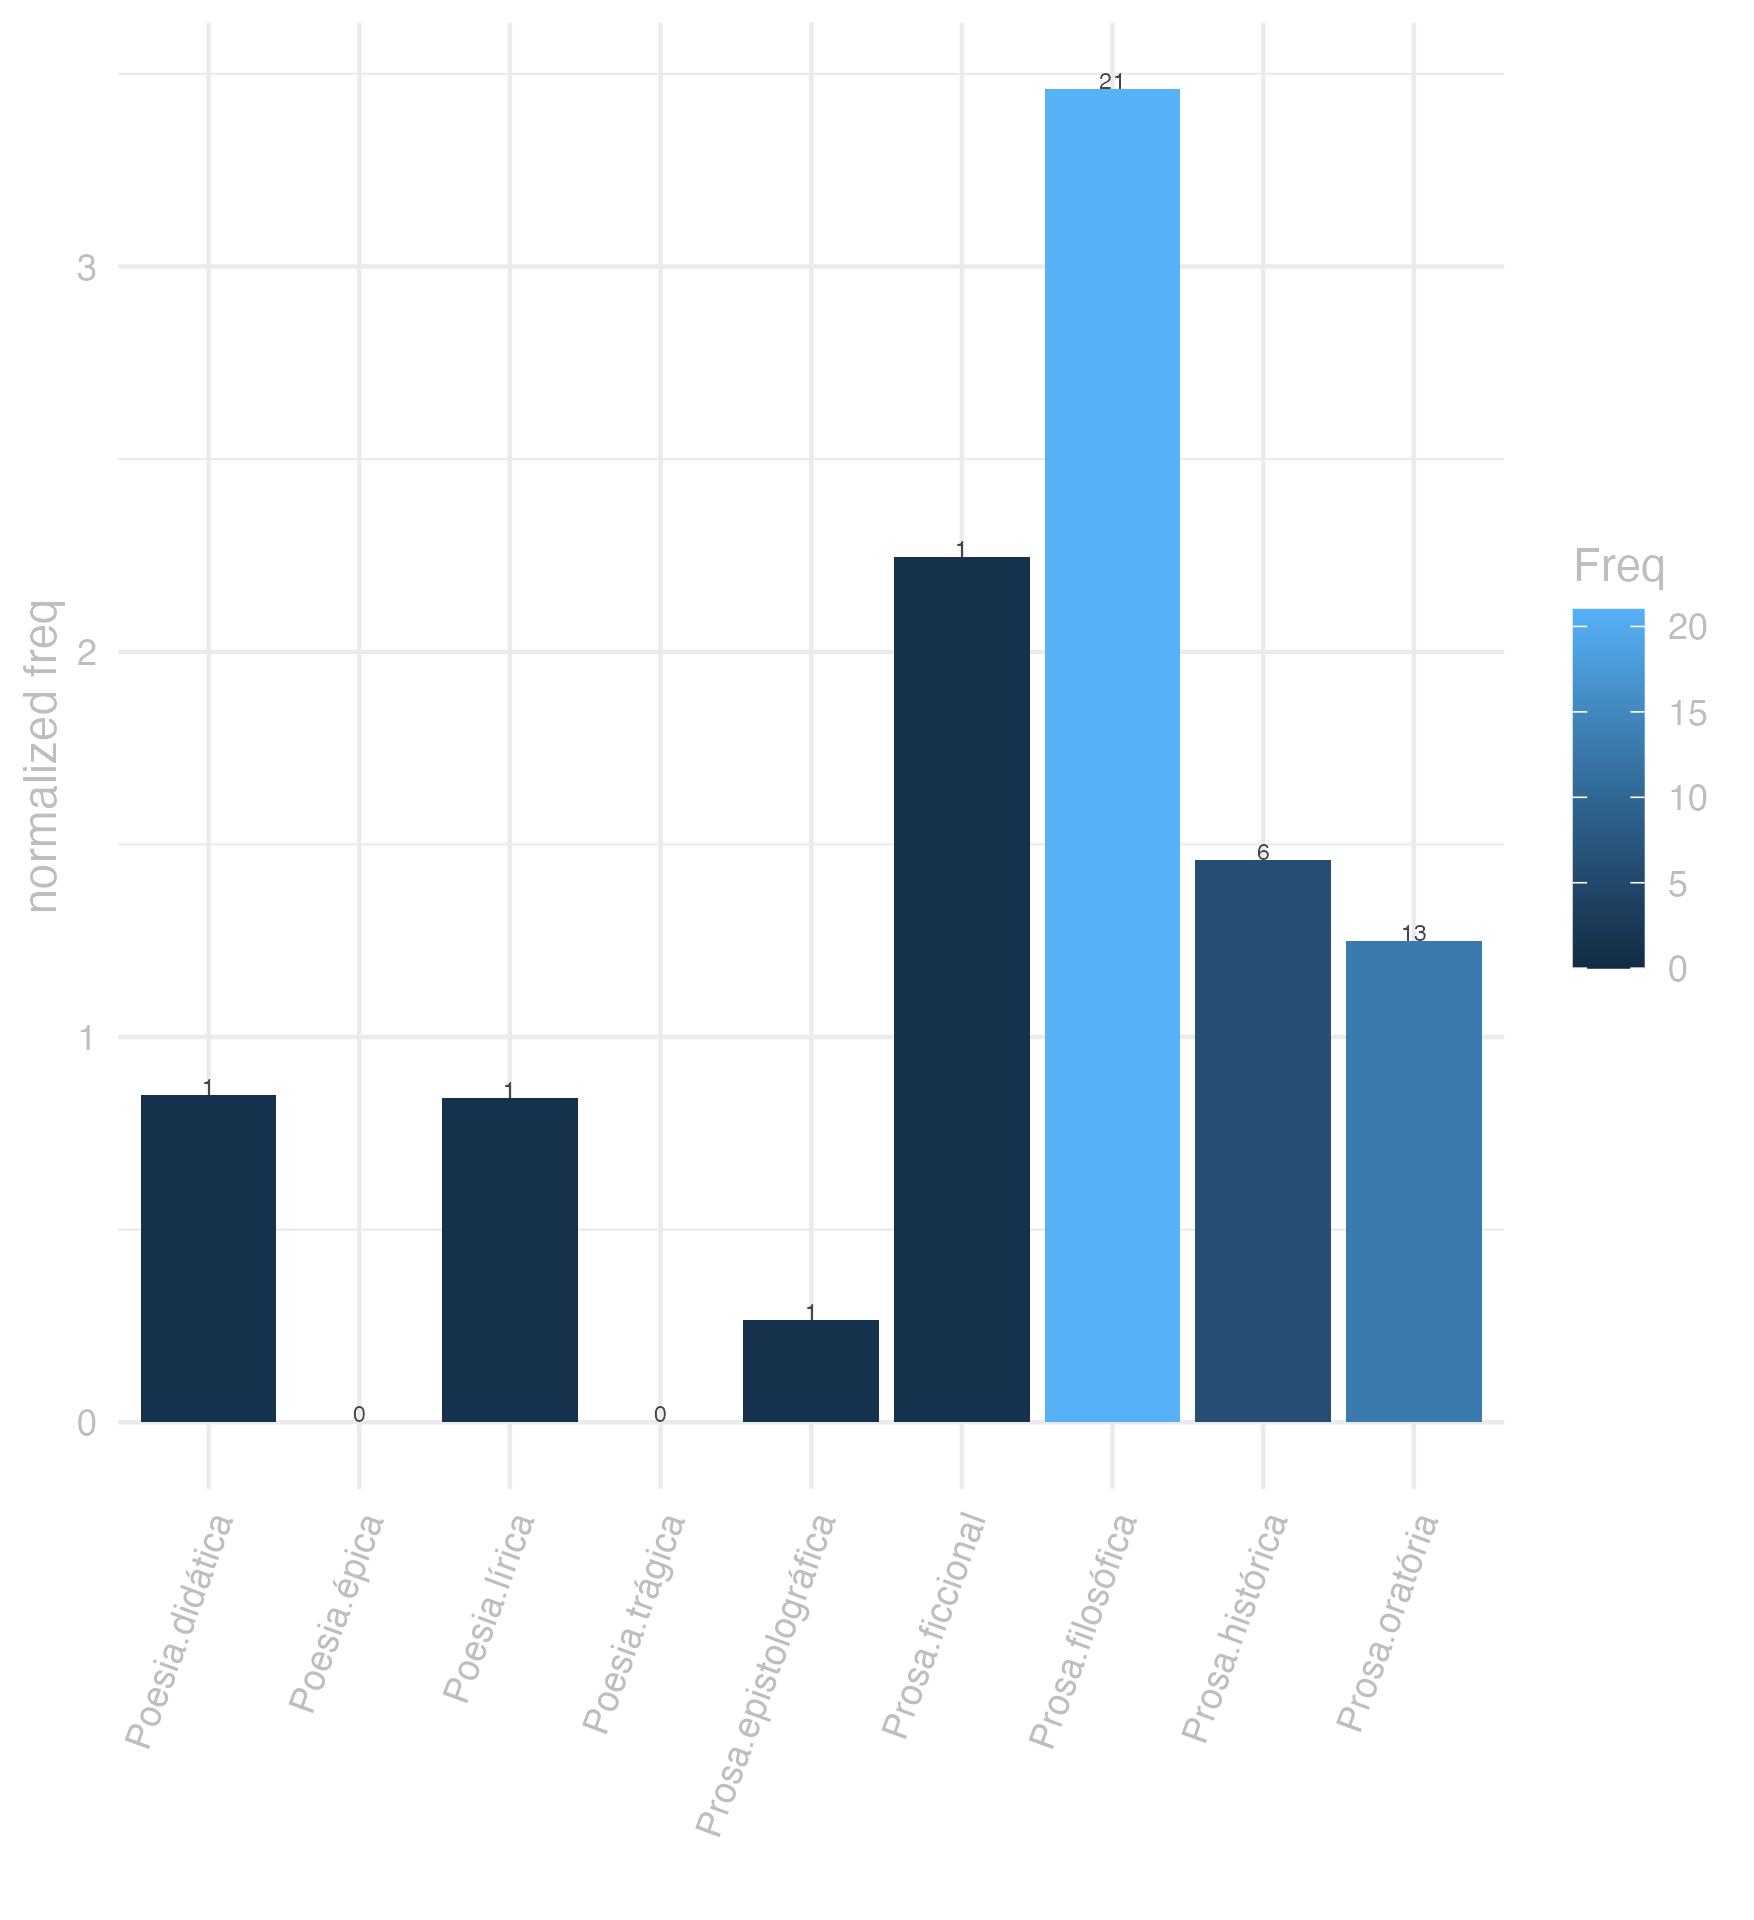 normalized freq
3
2
1
0
1
0
1
0
1
1
21
6
13
Poesia.didática
Poesia.épica
Poesia.lírica
Poesia.trágica
Prosa.epistolográfica
Prosa.ficcional
Prosa.filosófica
Prosa.histórica
Prosa.oratória
Freq
20
15
10
5
0